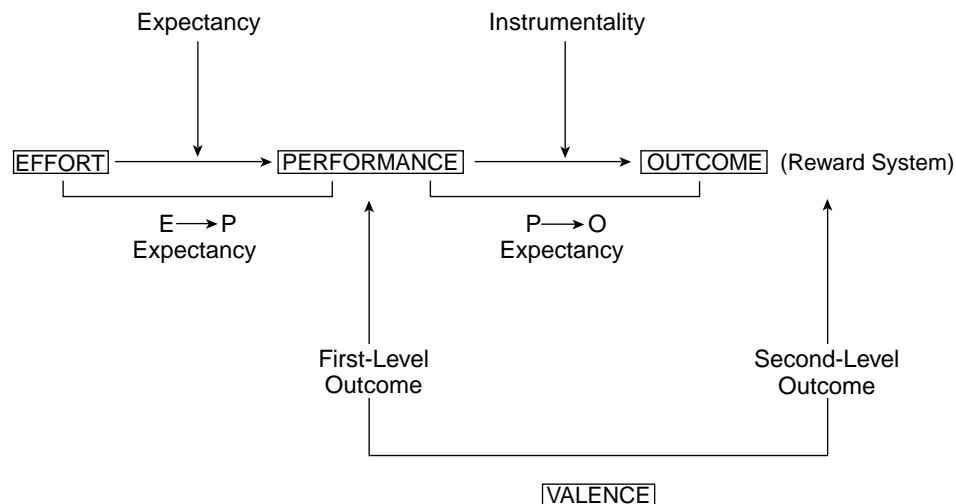 Expectancy
Instrumentality
EFFORT
PERFORMANCE
OUTCOME
(Reward System)
E → P
Expectancy
P → O
Expectancy
First-Level
Outcome
Second-Level
Outcome
VALENCE